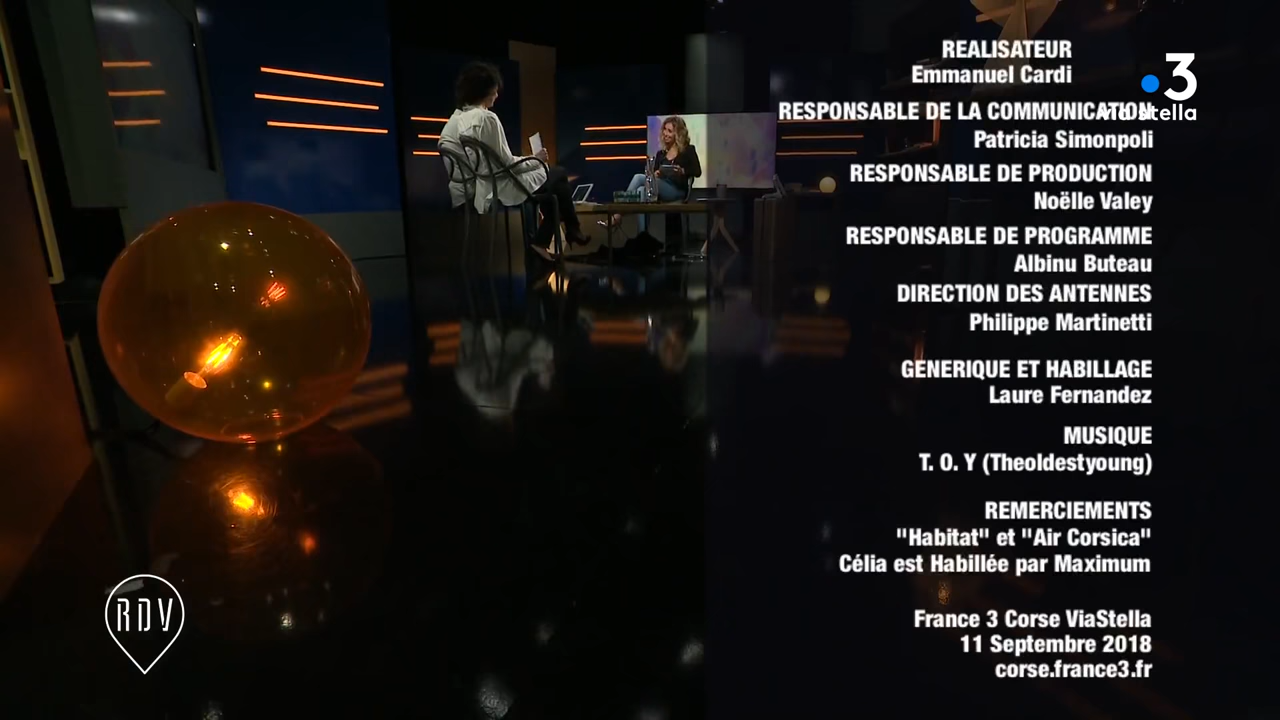 REALISATEUR
Emmanuel Cardi
3
via stella
RESPONSABLE DE LA COMMUNICATION
Patricia Simonpoli
RESPONSABLE DE PRODUCTION
Noëlle Valey
RESPONSABLE DE PROGRAMME
Albinu Buteau
DIRECTION DES ANTENNES
Philippe Martinetti
GENERIQUE ET HABILLAGE
Laure Fernandez
MUSIQUE
T. O. Y (Theoldestyoung)
REMERCIEMENTS
"Habitat" et "Air Corsica"
Célia est Habillée par Maximum
RDV
France 3 Corse ViaStella
11 Septembre 2018
corse.france3.fr